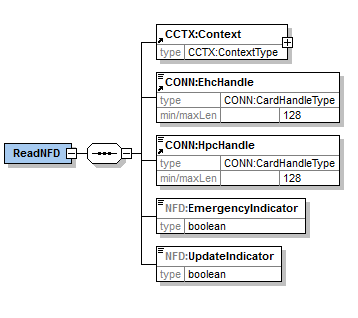 CCTX:Context
type CCTX:ContextType
CONN:EhcHandle
type CONN:CardHandleType
min/maxLen 128
ReadNFD
CONN:HpcHandle
type CONN:CardHandleType
min/maxLen 128
NFD:EmergencyIndicator
type boolean
NFD:UpdateIndicator
type boolean